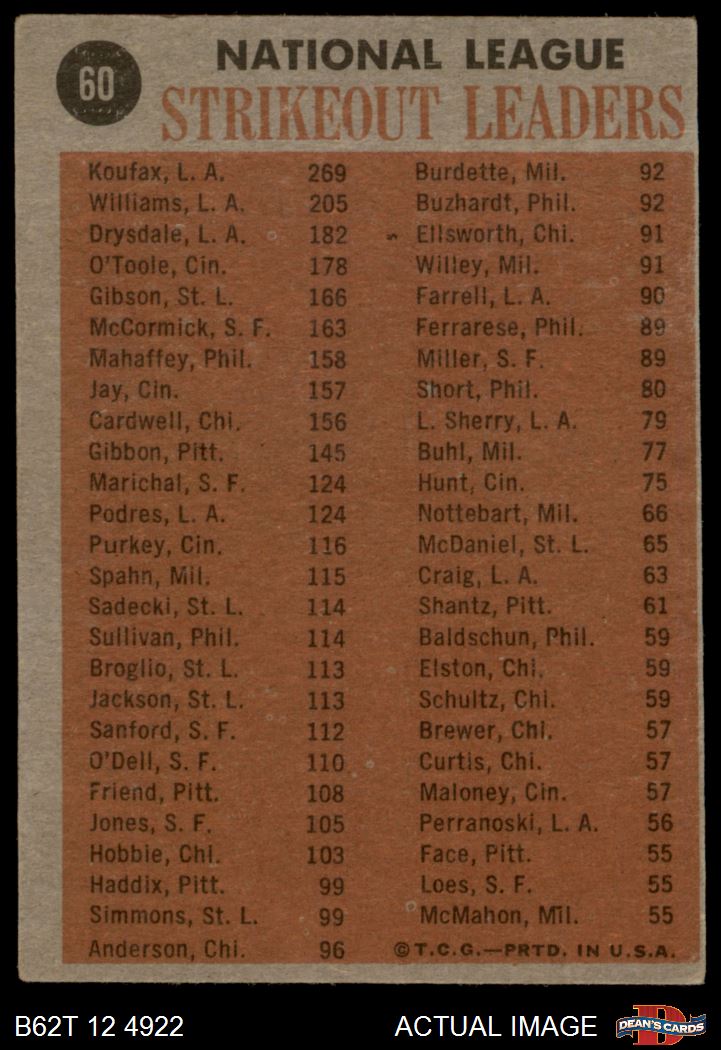 60
NATIONAL LEAGUE
STRIKEOUT LEADERS
Koufax, L. A. 269
Williams, L. A. 205
Drysdale, L. A. 182
O'Toole, Cin. 178
Gibson, St. L. 166
McCormick, S. F. 163
Mahaffey, Phil. 158
Jay, Cin. 157
Cardwell, Chi. 156
Gibbon, Pitt. 145
Marichal, S. F. 124
Podres, L. A. 124
Purkey, Cin. 116
Spahn, Mil. 115
Sadecki, St. L. 114
Sullivan, Phil. 114
Broglio, St. L. 113
Jackson, St. L. 113
Sanford, S. F. 112
O'Dell, S. F. 110
Friend, Pitt. 108
Jones, S. F. 105
Hobbie, Chi. 103
Haddix, Pitt. 99
Simmons, St. L. 99
Anderson, Chi. 96
Burdette, Mil. 92
Buzhardt, Phil. 92
Ellsworth, Chi. 91
Willey, Mil. 91
Farrell, L. A. 90
Ferrarese, Phil. 89
Miller, S. F. 89
Short, Phil. 80
L. Sherry, L. A. 79
Buhl, Mil. 77
Hunt, Cin. 75
Nottebart, Mil. 66
McDaniel, St. L. 65
Craig, L. A. 63
Shantz, Pitt. 61
Baldschun, Phil. 59
Elston, Chi. 59
Schultz, Chi. 59
Brewer, Chi. 57
Curtis, Chi. 57
Maloney, Cin. 57
Perranoski, L. A. 56
Face, Pitt. 55
Loes, S. F. 55
McMahon, Mil. 55
©T.C.G.—PRTD. IN U.S.A.
B62T 12 4922
ACTUAL IMAGE
D
DEAN'S CARDS